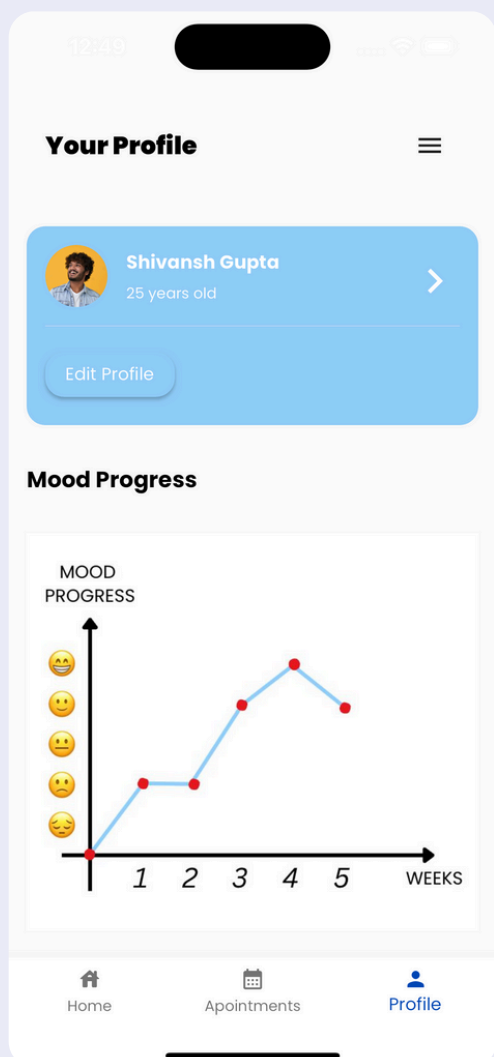 12:49
Your Profile
Shivansh Gupta
25 years old
Edit Profile
Mood Progress
MOOD
PROGRESS
1 2 3 4 5
WEEKS
Home
Apointments
Profile